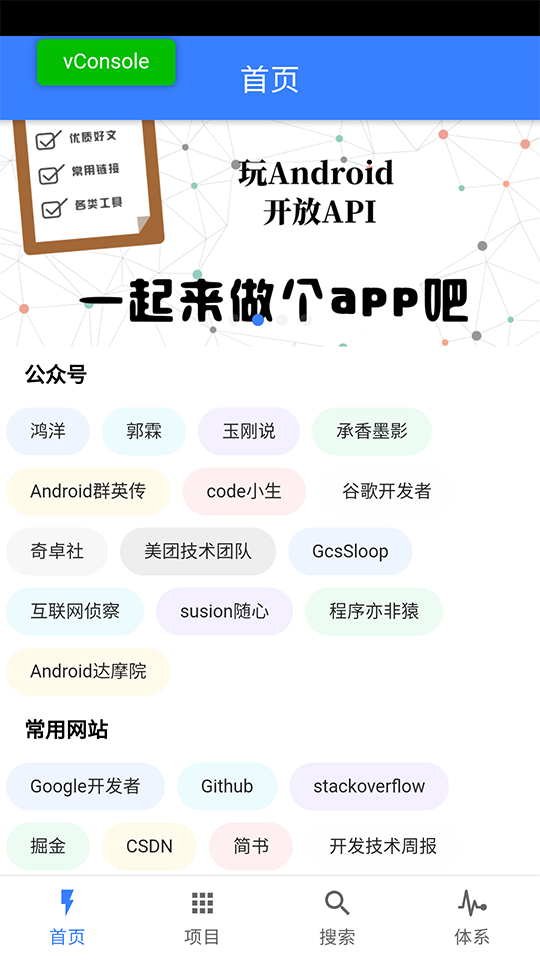 vConsole
首页
优质好文
常用链接
各类工具
玩Android
开放API
一起来做个app吧
公众号
鸿洋 郭霖 玉刚说 承香墨影
Android群英传 code小生 谷歌开发者
奇卓社 美团技术团队 GcsSloop
互联网侦察 susion随心 程序亦非猿
Android达摩院
常用网站
Google开发者 Github stackoverflow
掘金 CSDN 简书 开发技术周报
首页 项目 搜索 体系